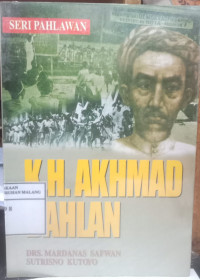 SERI PAHLAWAN
K.H. AKHMAD
DAHLAN
DRS. MARDANAS SAFWAN
SUTRISNO KUTOYO